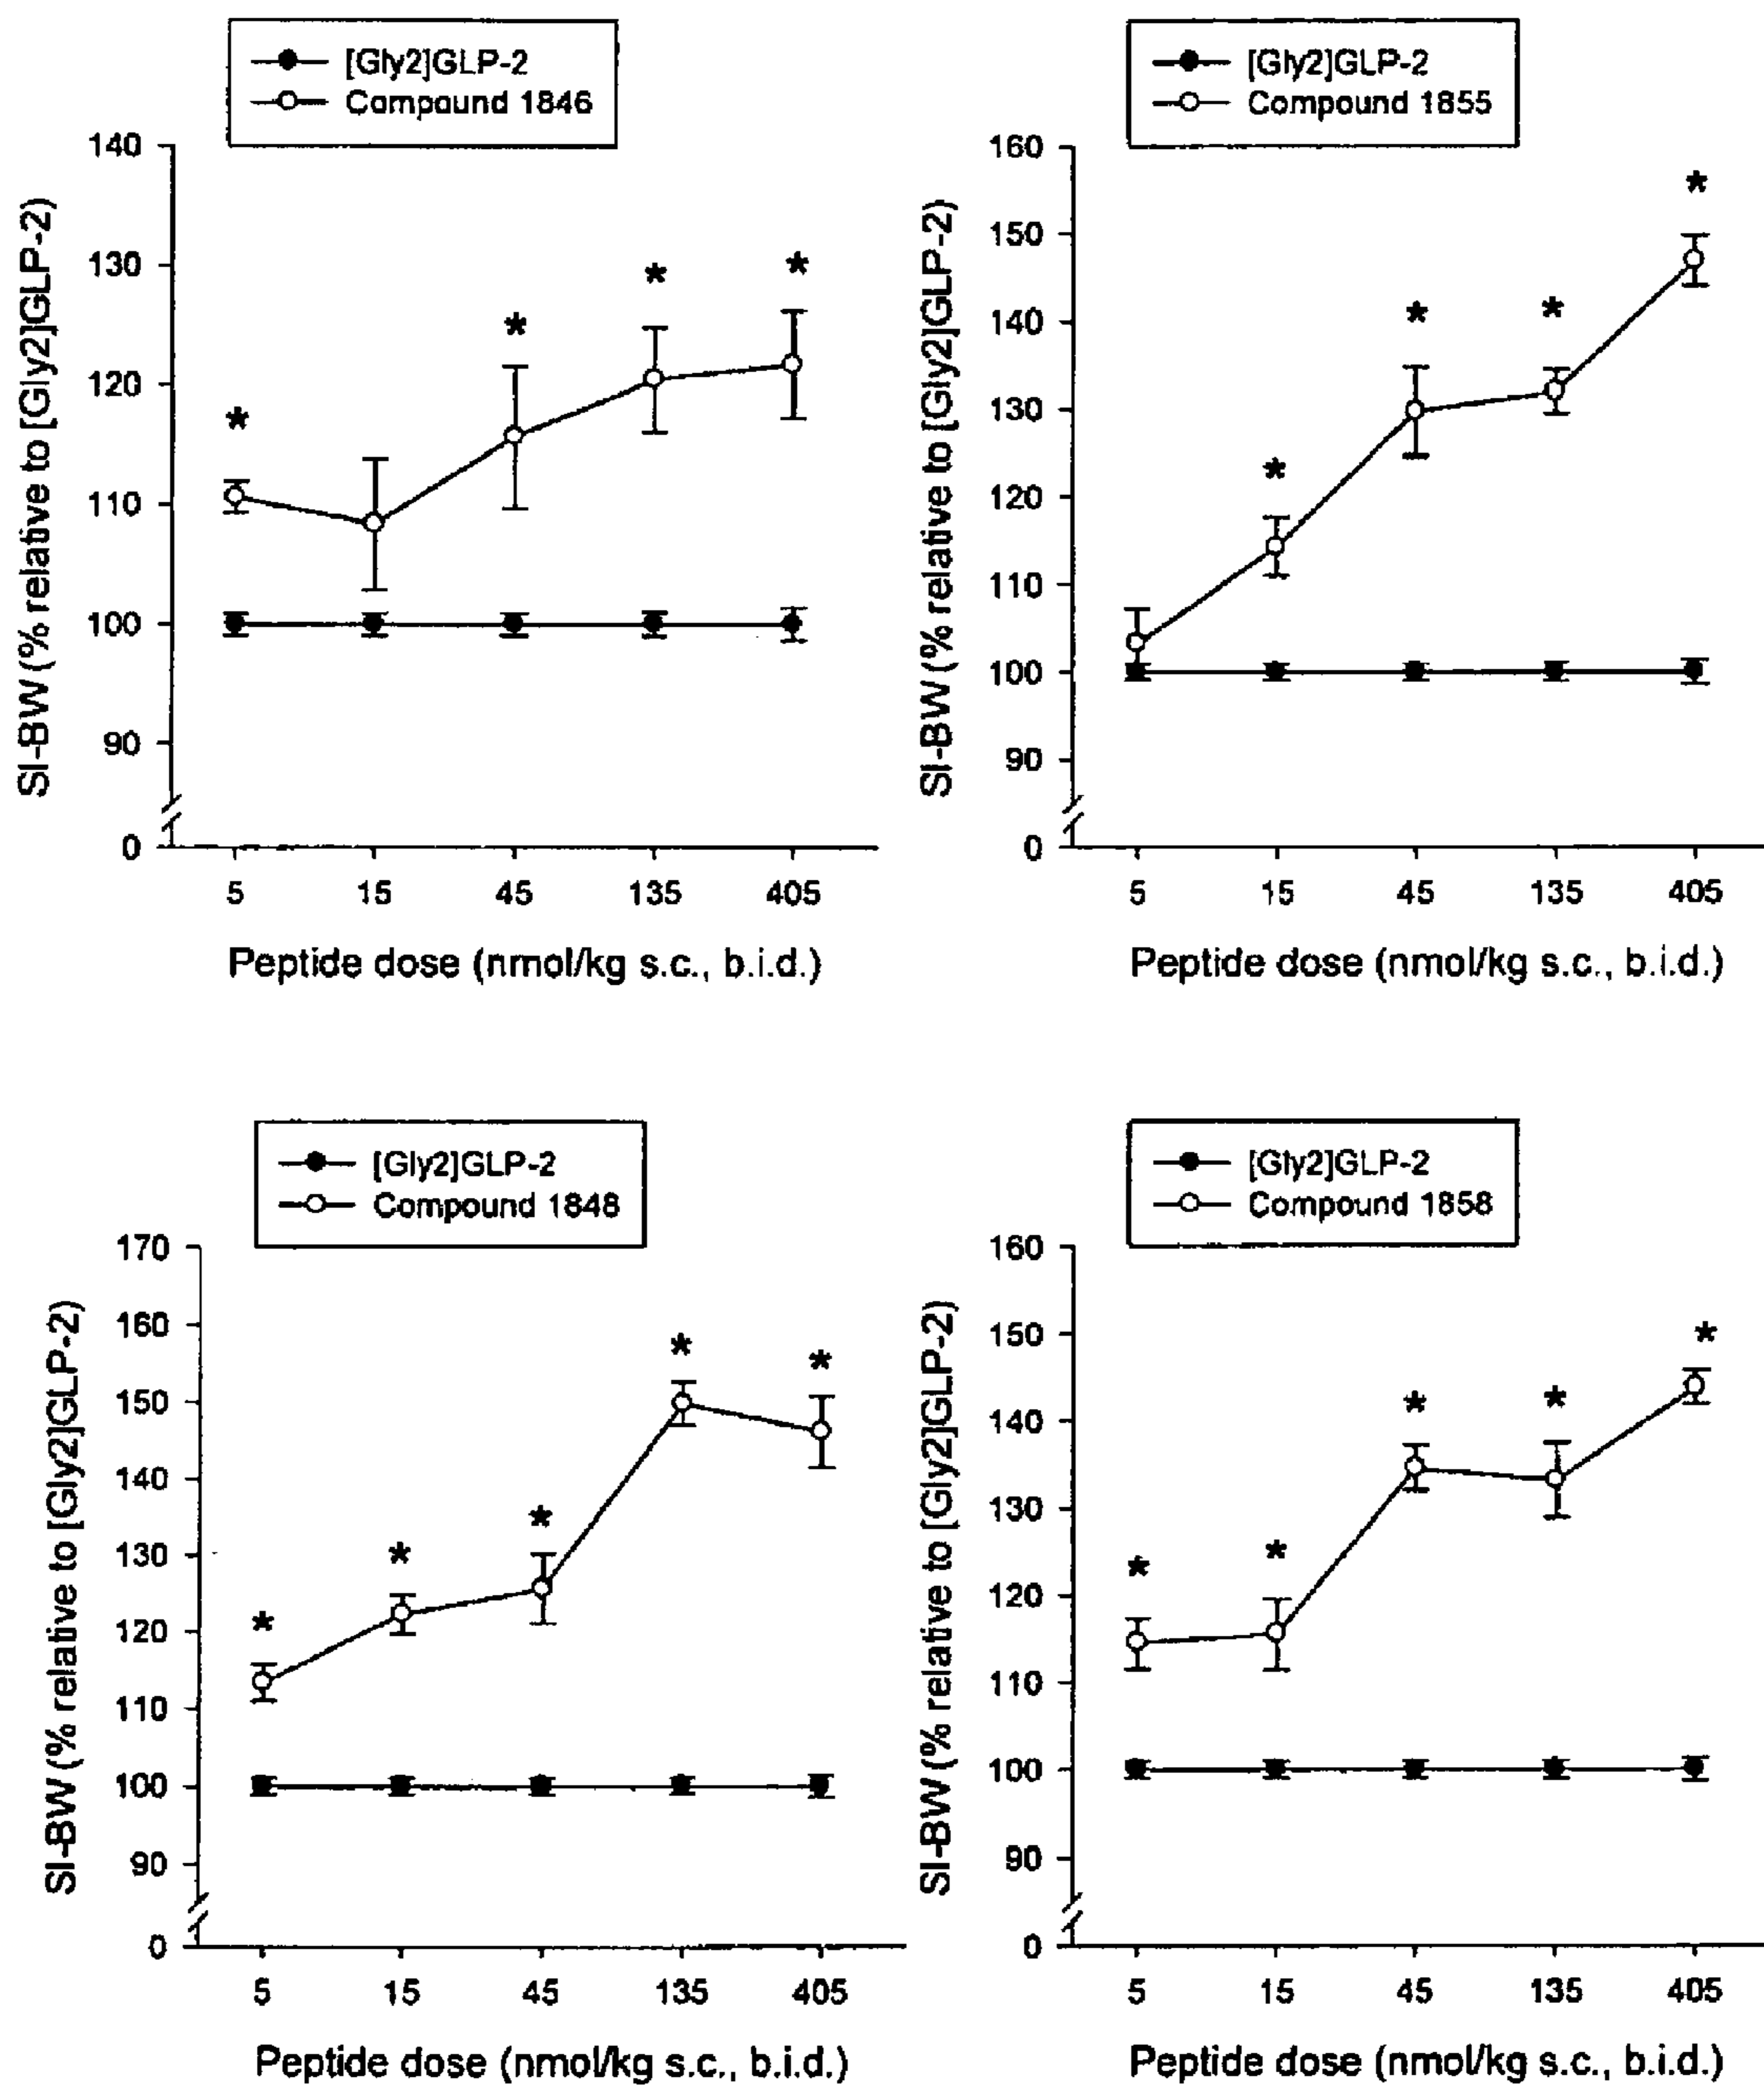 [Gly2]GLP-2
Compound 1846
SI-BW (% relative to [Gly2]GLP-2)
140
130
120
110
100
90
0
*
*
*
*
5 15 45 135 405
Peptide dose (nmol/kg s.c., b.i.d.)
[Gly2]GLP-2
Compound 1855
SI-BW (% relative to [Gly2]GLP-2)
160
150
140
130
120
110
100
90
0
*
*
*
*
5 15 45 135 405
Peptide dose (nmol/kg s.c., b.i.d.)
[Gly2]GLP-2
Compound 1848
SI-BW (% relative to [Gly2]GLP-2)
170
160
150
140
130
120
110
100
90
0
*
*
*
*
*
5 15 45 135 405
Peptide dose (nmol/kg s.c., b.i.d.)
[Gly2]GLP-2
Compound 1858
SI-BW (% relative to [Gly2]GLP-2)
160
150
140
130
120
110
100
90
0
*
*
*
*
*
5 15 45 135 405
Peptide dose (nmol/kg s.c., b.i.d.)